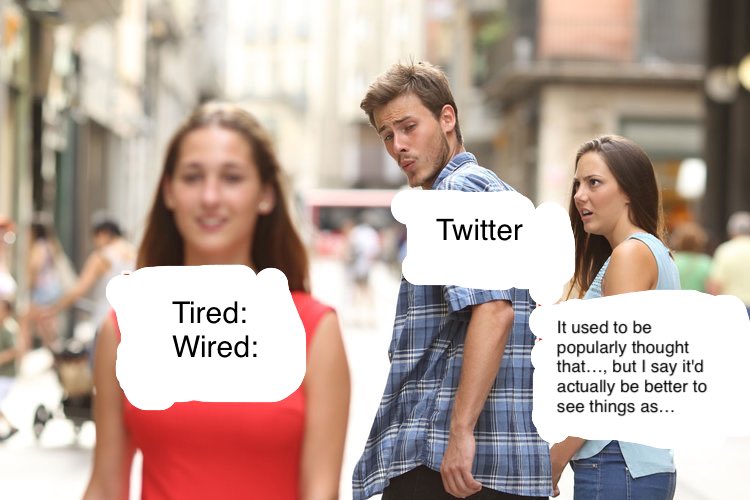 Tired:
Wired:
Twitter
It used to be
popularly thought
that…, but I say it'd
actually be better to
see things as…